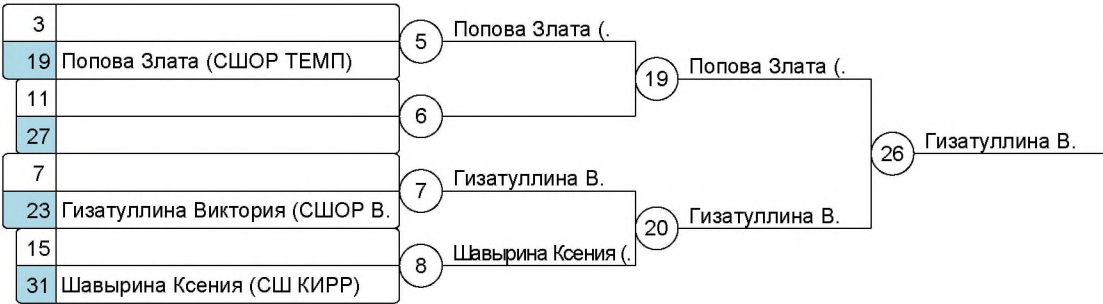 3
19 Попова Злата (СШОР ТЕМП)
5 Попова Злата (.
19 Попова Злата (.
11
27
6
26 Гизатуллина В.
7
23 Гизатуллина Виктория (СШОР В.
7 Гизатуллина В.
20 Гизатуллина В.
15
31 Шавырина Ксения (СШ КИРР)
8 Шавырина Ксения (.